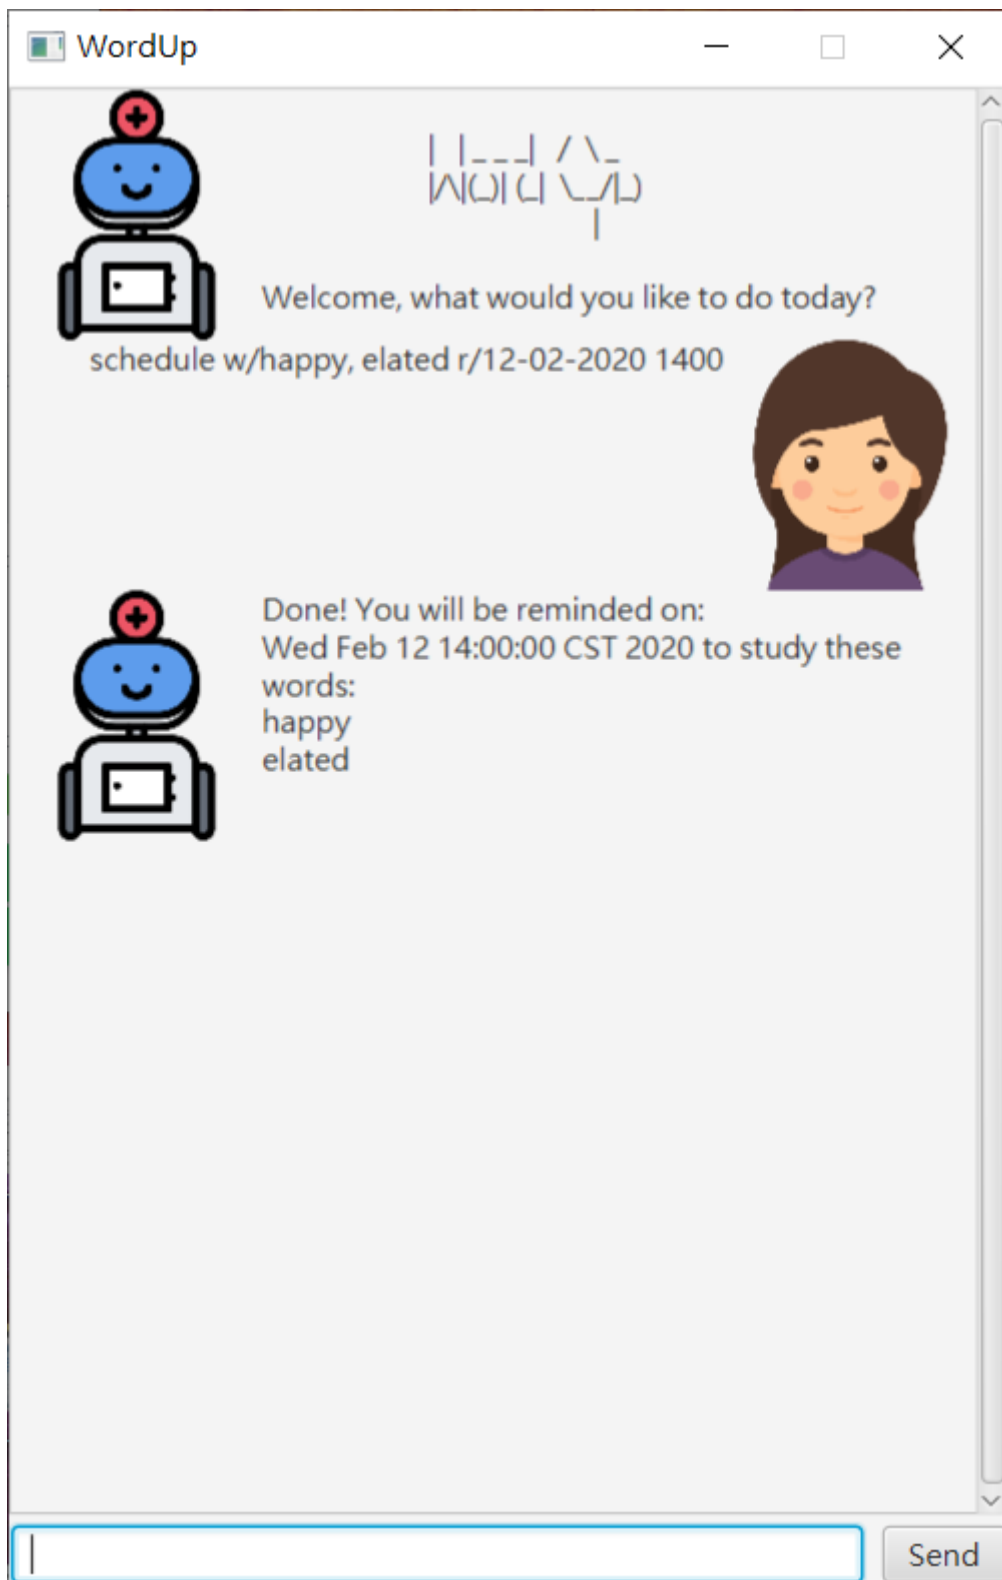 WordUp
|   | _ _ _|   /  \ _
|/\|(_)| (_|  \__/|_)
|
Welcome, what would you like to do today?
schedule w/happy, elated r/12-02-2020 1400
Done! You will be reminded on:
Wed Feb 12 14:00:00 CST 2020 to study these
words:
happy
elated
Send